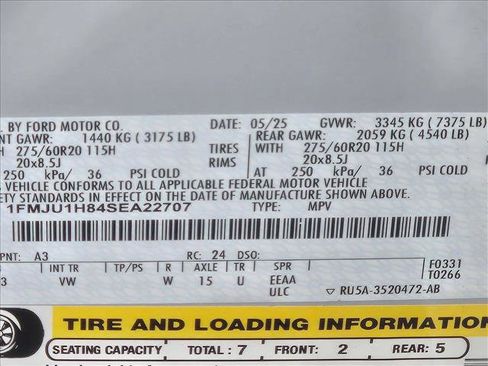 . BY FORD MOTOR CO. DATE: 05/25 GVWR: 3345 KG ( 7375 LB)
NT GAWR: 1440 KG ( 3175 LB) REAR GAWR: 2059 KG ( 4540 LB)
H 275/60R20 115H TIRES WITH 275/60R20 115H
20x8.5J RIMS 20x8.5J
250 kPa/ 36 PSI COLD AT 250 kPa/ 36 PSI COLD
CONFORMS TO ALL APPLICABLE FEDERAL MOTOR VEHICLE
ETY STANDARDS IN EFFECT ON THE DATE OF MANUFACTURE SHOWN ABOVE.
1FMJU1H84SEA22707 TYPE: MPV
F0331
T0266
PNT: A3 RC: 24 DSO:
INT TR TP/PS R AXLE TR SPR
3 VW W 15 U EEAA
ULC ▽ RU5A-3520472-AB
TIRE AND LOADING INFORMATION
SEATING CAPACITY TOTAL : 7 FRONT: 2 REAR: 5